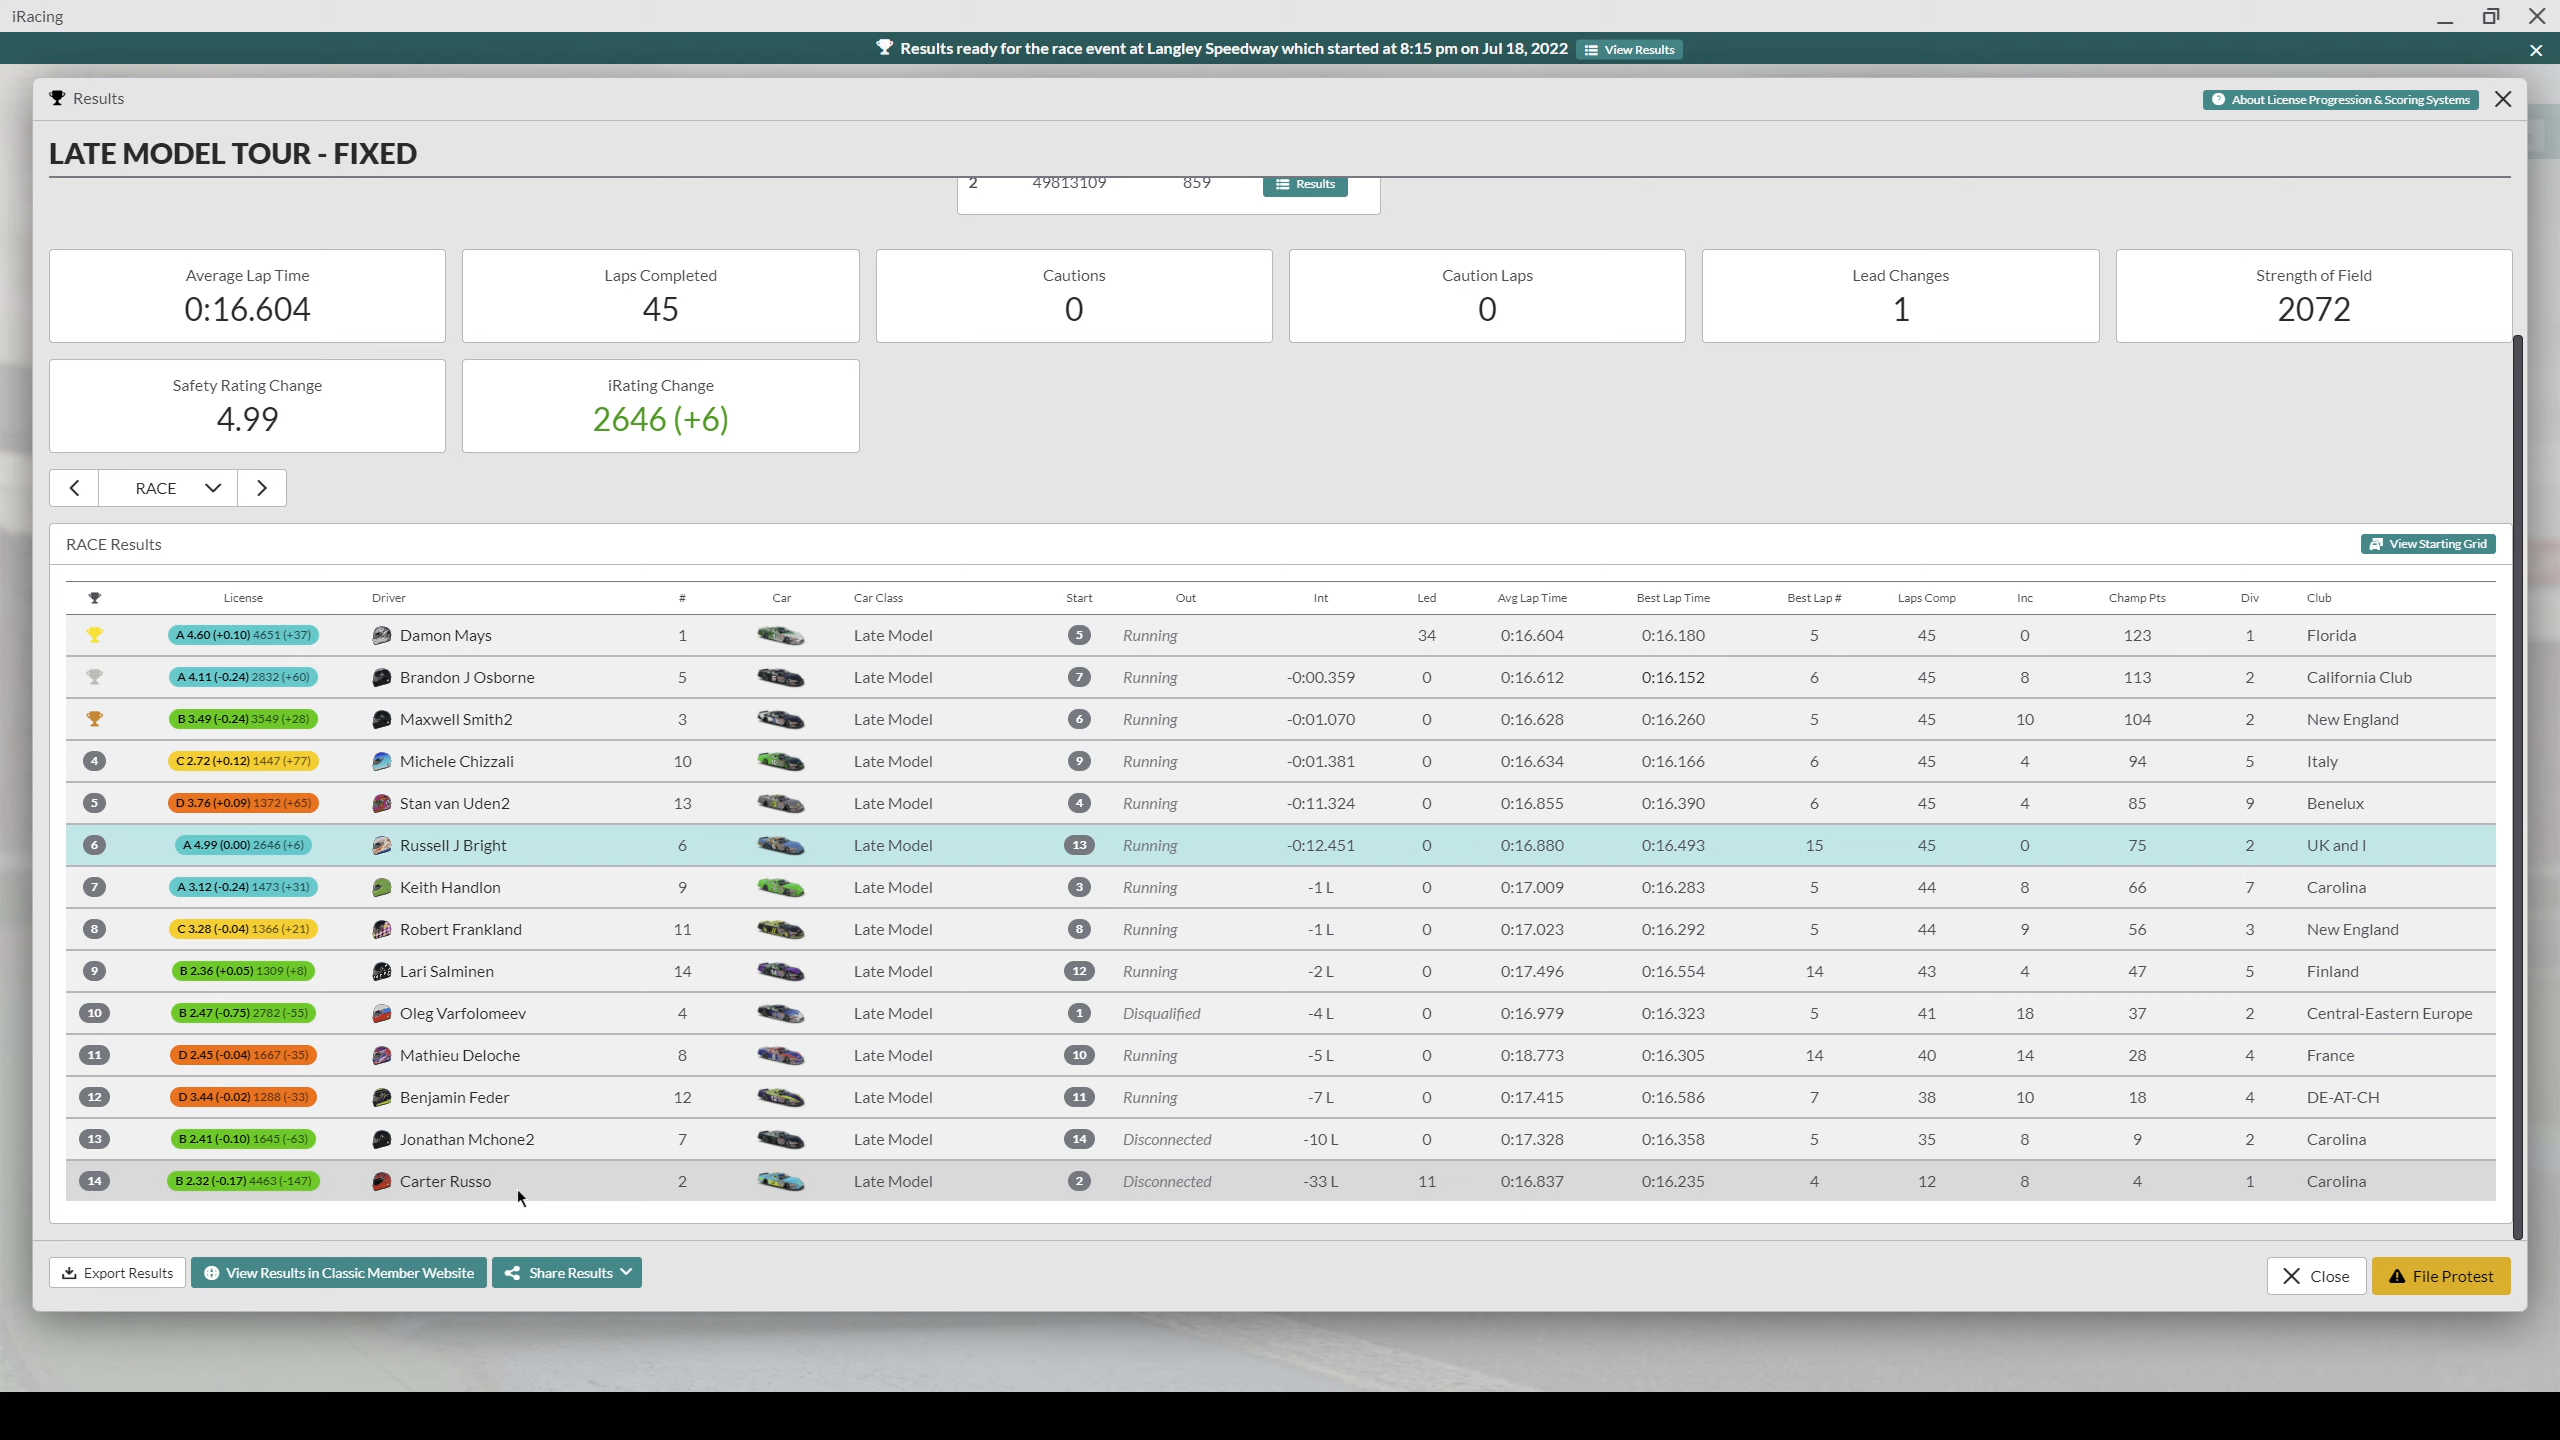 iRacing
Results ready for the race event at Langley Speedway which started at 8:15 pm on Jul 18, 2022 View Results
Results About License Progression & Scoring Systems
LATE MODEL TOUR - FIXED
2 49813109 859 Results
Average Lap Time Laps Completed Cautions Caution Laps Lead Changes Strength of Field
0:16.604 45 0 0 1 2072
Safety Rating Change iRating Change
4.99 2646 (+6)
RACE
RACE Results View Starting Grid
License Driver # Car Car Class Start Out Int Led Avg Lap Time Best Lap Time Best Lap # Laps Comp Inc Champ Pts Div Club
A 4.60 (+0.10) 4651 (+37) Damon Mays 1 Late Model 5 Running 34 0:16.604 0:16.180 5 45 0 123 1 Florida
A 4.11 (-0.24) 2832 (+60) Brandon J Osborne 5 Late Model 7 Running -0:00.359 0 0:16.612 0:16.152 6 45 8 113 2 California Club
B 3.49 (-0.24) 3549 (+28) Maxwell Smith2 3 Late Model 6 Running -0:01.070 0 0:16.628 0:16.260 5 45 10 104 2 New England
4 C 2.72 (+0.12) 1447 (+77) Michele Chizzali 10 Late Model 9 Running -0:01.381 0 0:16.634 0:16.166 6 45 4 94 5 Italy
5 D 3.76 (+0.09) 1372 (+65) Stan van Uden2 13 Late Model 4 Running -0:11.324 0 0:16.855 0:16.390 6 45 4 85 9 Benelux
6 A 4.99 (0.00) 2646 (+6) Russell J Bright 6 Late Model 13 Running -0:12.451 0 0:16.880 0:16.493 15 45 0 75 2 UK and I
7 A 3.12 (-0.24) 1473 (+31) Keith Handlon 9 Late Model 3 Running -1 L 0 0:17.009 0:16.283 5 44 8 66 7 Carolina
8 C 3.28 (-0.04) 1366 (+21) Robert Frankland 11 Late Model 8 Running -1 L 0 0:17.023 0:16.292 5 44 9 56 3 New England
9 B 2.36 (+0.05) 1309 (+8) Lari Salminen 14 Late Model 12 Running -2 L 0 0:17.496 0:16.554 14 43 4 47 5 Finland
10 B 2.47 (-0.75) 2782 (-55) Oleg Varfolomeev 4 Late Model 1 Disqualified -4 L 0 0:16.979 0:16.323 5 41 18 37 2 Central-Eastern Europe
11 D 2.45 (-0.04) 1667 (-35) Mathieu Deloche 8 Late Model 10 Running -5 L 0 0:18.773 0:16.305 14 40 14 28 4 France
12 D 3.44 (-0.02) 1288 (-33) Benjamin Feder 12 Late Model 11 Running -7 L 0 0:17.415 0:16.586 7 38 10 18 4 DE-AT-CH
13 B 2.41 (-0.10) 1645 (-63) Jonathan Mchone2 7 Late Model 14 Disconnected -10 L 0 0:17.328 0:16.358 5 35 8 9 2 Carolina
14 B 2.32 (-0.17) 4463 (-147) Carter Russo 2 Late Model 2 Disconnected -33 L 11 0:16.837 0:16.235 4 12 8 4 1 Carolina
Export Results View Results in Classic Member Website Share Results Close File Protest